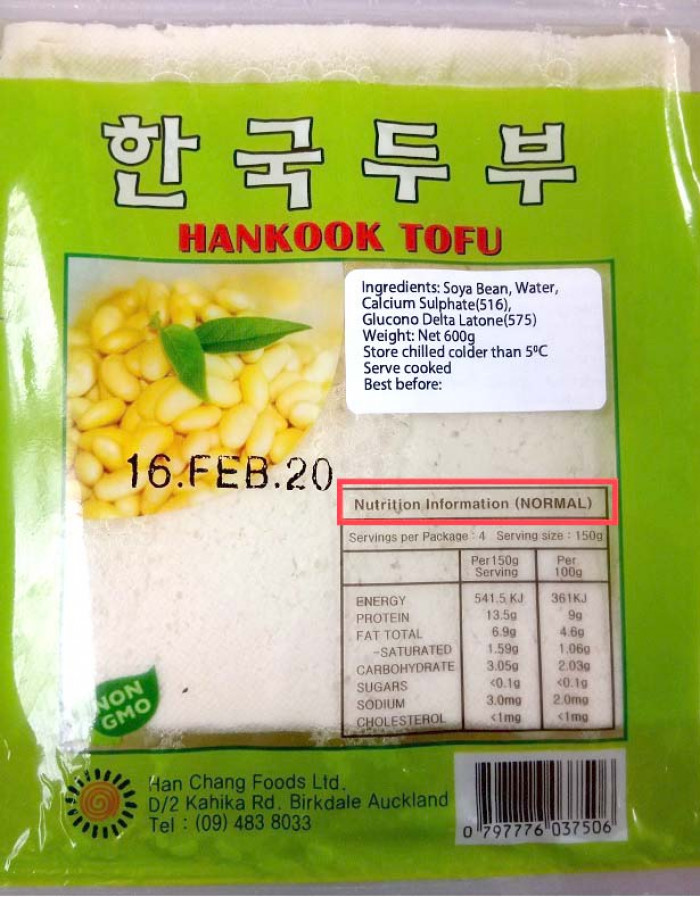 한국두부
HANKOOK TOFU
Ingredients: Soya Bean, Water,
Calcium Sulphate(516),
Glucono Delta Latone(575)
Weight: Net 600g
Store chilled colder than 5⁰C
Serve cooked
Best before:
16.FEB.20
Nutrition Information (NORMAL)
Servings per Package : 4 Serving size : 150g
Per 150g Serving Per 100g
ENERGY 541.5 KJ 361KJ
PROTEIN 13.5g 9g
FAT TOTAL 6.9g 4.6g
-SATURATED 1.59g 1.06g
CARBOHYDRATE 3.05g 2.03g
SUGARS <0.1g <0.1g
SODIUM 3.0mg 2.0mg
CHOLESTEROL <1mg <1mg
NON
GMO
Han Chang Foods Ltd.
D/2 Kahika Rd. Birkdale Auckland
Tel : (09) 483 8033
0 797776 037506